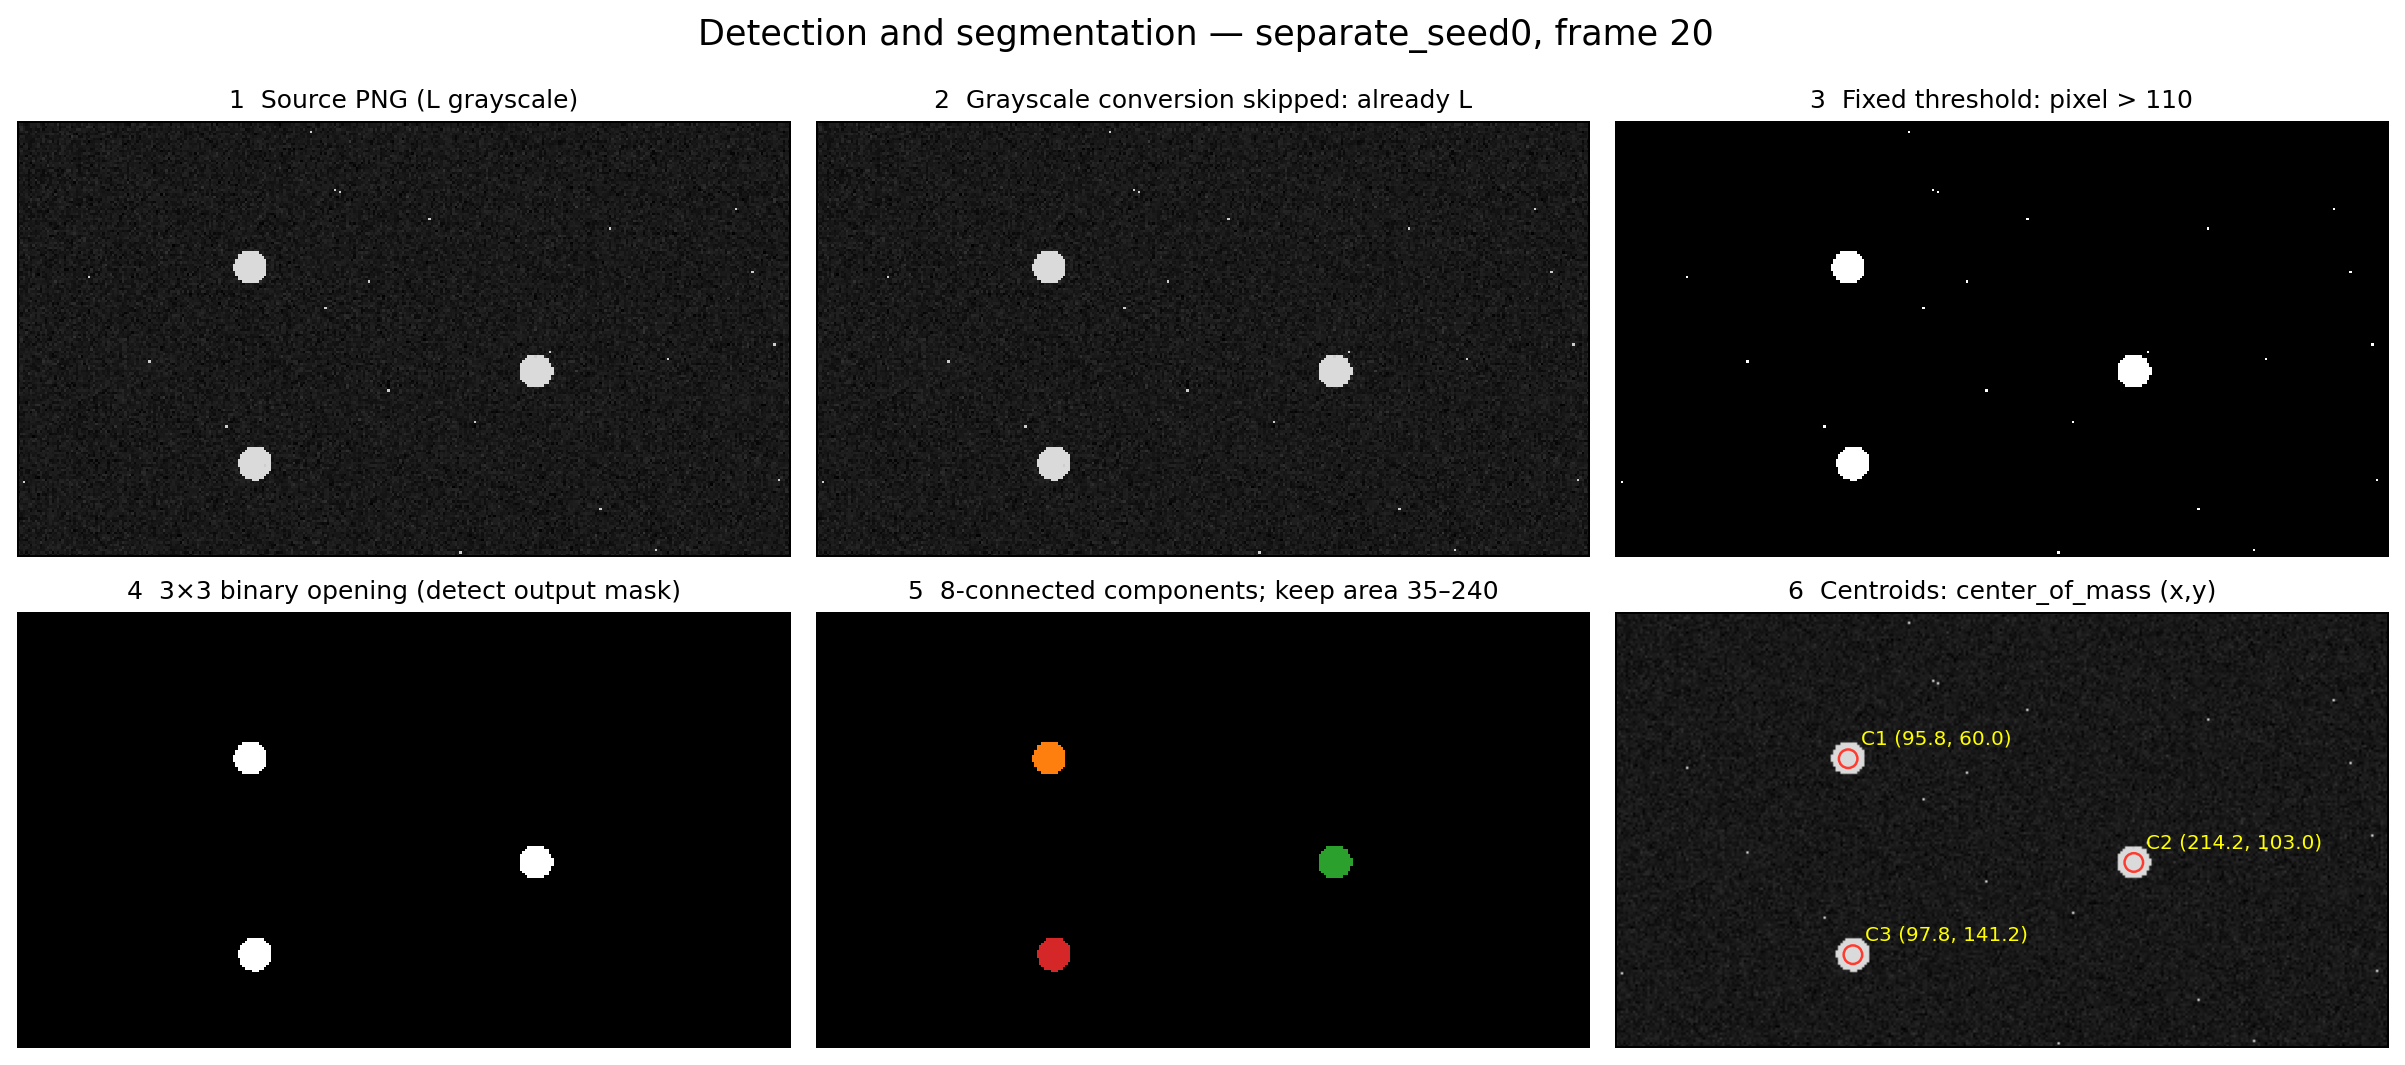 Detection and segmentation — separate_seed0, frame 20
1  Source PNG (L grayscale)
2  Grayscale conversion skipped: already L
3  Fixed threshold: pixel > 110
4  3×3 binary opening (detect output mask)
5  8-connected components; keep area 35–240
6  Centroids: center_of_mass (x,y)
C1 (95.8, 60.0)
C2 (214.2, 103.0)
C3 (97.8, 141.2)